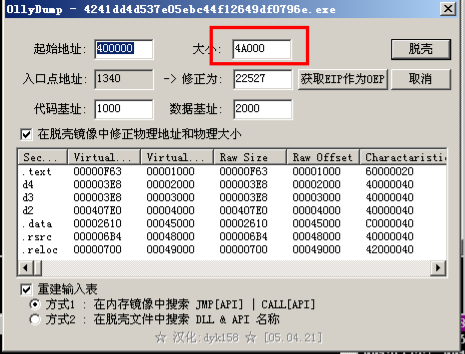 OllyDump - 4241dd4d537e05ebc44f12649df0796e.exe
起始地址: 400000 大小: 4A000 脱壳
入口点地址: 1340 -> 修正为: 22527 获取EIP作为OEP 取消
代码基址: 1000 数据基址: 2000
在脱壳镜像中修正物理地址和物理大小
Sec... Virtual... Virtual... Raw Size Raw Offset Charactaristi
.text 00000F63 00001000 00000F63 00001000 60000020
d4 000003E8 00002000 000003E8 00002000 40000040
d3 000003E8 00003000 000003E8 00003000 40000040
d2 000407E0 00004000 000407E0 00004000 40000040
.data 00002610 00045000 00002610 00045000 C0000040
.rsrc 000006B4 00048000 000006B4 00048000 40000040
.reloc 00000700 00049000 00000700 00049000 42000040
重建输入表
方式1 : 在内存镜像中搜索 JMP[API] | CALL[API]
方式2 : 在脱壳文件中搜索 DLL & API 名称
☆ 汉化:dyk158 ☆ [05.04.21]